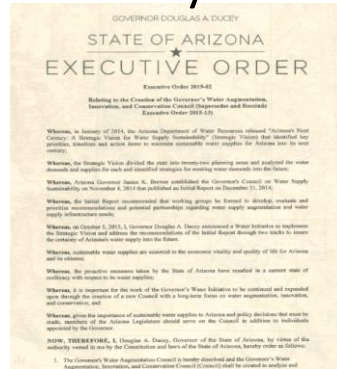 GOVERNOR DOUGLAS A. DUCEY
STATE OF ARIZONA
EXECUTIVE ORDER
Executive Order 2019-02
Relating to the Creation of the Governor's Water Augmentation,
Innovation, and Conservation Council (Supersedes and Rescinds
Executive Order 2015-13)
Whereas, in January of 2014, the Arizona Department of Water Resources released "Arizona's Next
Century: A Strategic Vision for Water Supply Sustainability" (Strategic Vision) that identified key
priorities, timelines and action items to maintain sustainable water supplies for Arizona into its next
century;
Whereas, the Strategic Vision divided the state into twenty-two planning areas and analyzed the water
demands and supplies for each and identified strategies for meeting water demands into the future;
Whereas, Arizona Governor Janice K. Brewer established the Governor's Council on Water Supply
Sustainability on November 4, 2014 that published an Initial Report on December 31, 2014;
Whereas, the Initial Report recommended that working groups be formed to develop, evaluate and
prioritize recommendations and potential partnerships regarding water supply augmentation and water
supply infrastructure needs;
Whereas, on October 5, 2015, I, Governor Douglas A. Ducey announced a Water Initiative to implement
the Strategic Vision and address the recommendations of the Initial Report through two tracks to assure
the certainty of Arizona's water supply into the future.
Whereas, sustainable water supplies are essential to the economic vitality and quality of life for Arizona
and its citizens;
Whereas, the proactive measures taken by the State of Arizona have resulted in a current state of
resiliency with respect to its water supplies;
Whereas, it is important for the work of the Governor's Water Initiative to be continued and expanded
upon through the creation of a new Council with a long-term focus on water augmentation, innovation,
and conservation; and
Whereas, given the importance of sustainable water supplies to Arizona and policy decisions that must be
made, members of the Arizona Legislature should serve on the Council in addition to individuals
appointed by the Governor.
NOW, THEREFORE, I, Douglas A. Ducey, Governor of the State of Arizona, by virtue of the
authority vested in me by the Constitution and laws of the State of Arizona, hereby order as follows:
1. The Governor's Water Augmentation Council is hereby dissolved and the Governor's Water
Augmentation, Innovation, and Conservation Council (Council) shall be created to analyze and